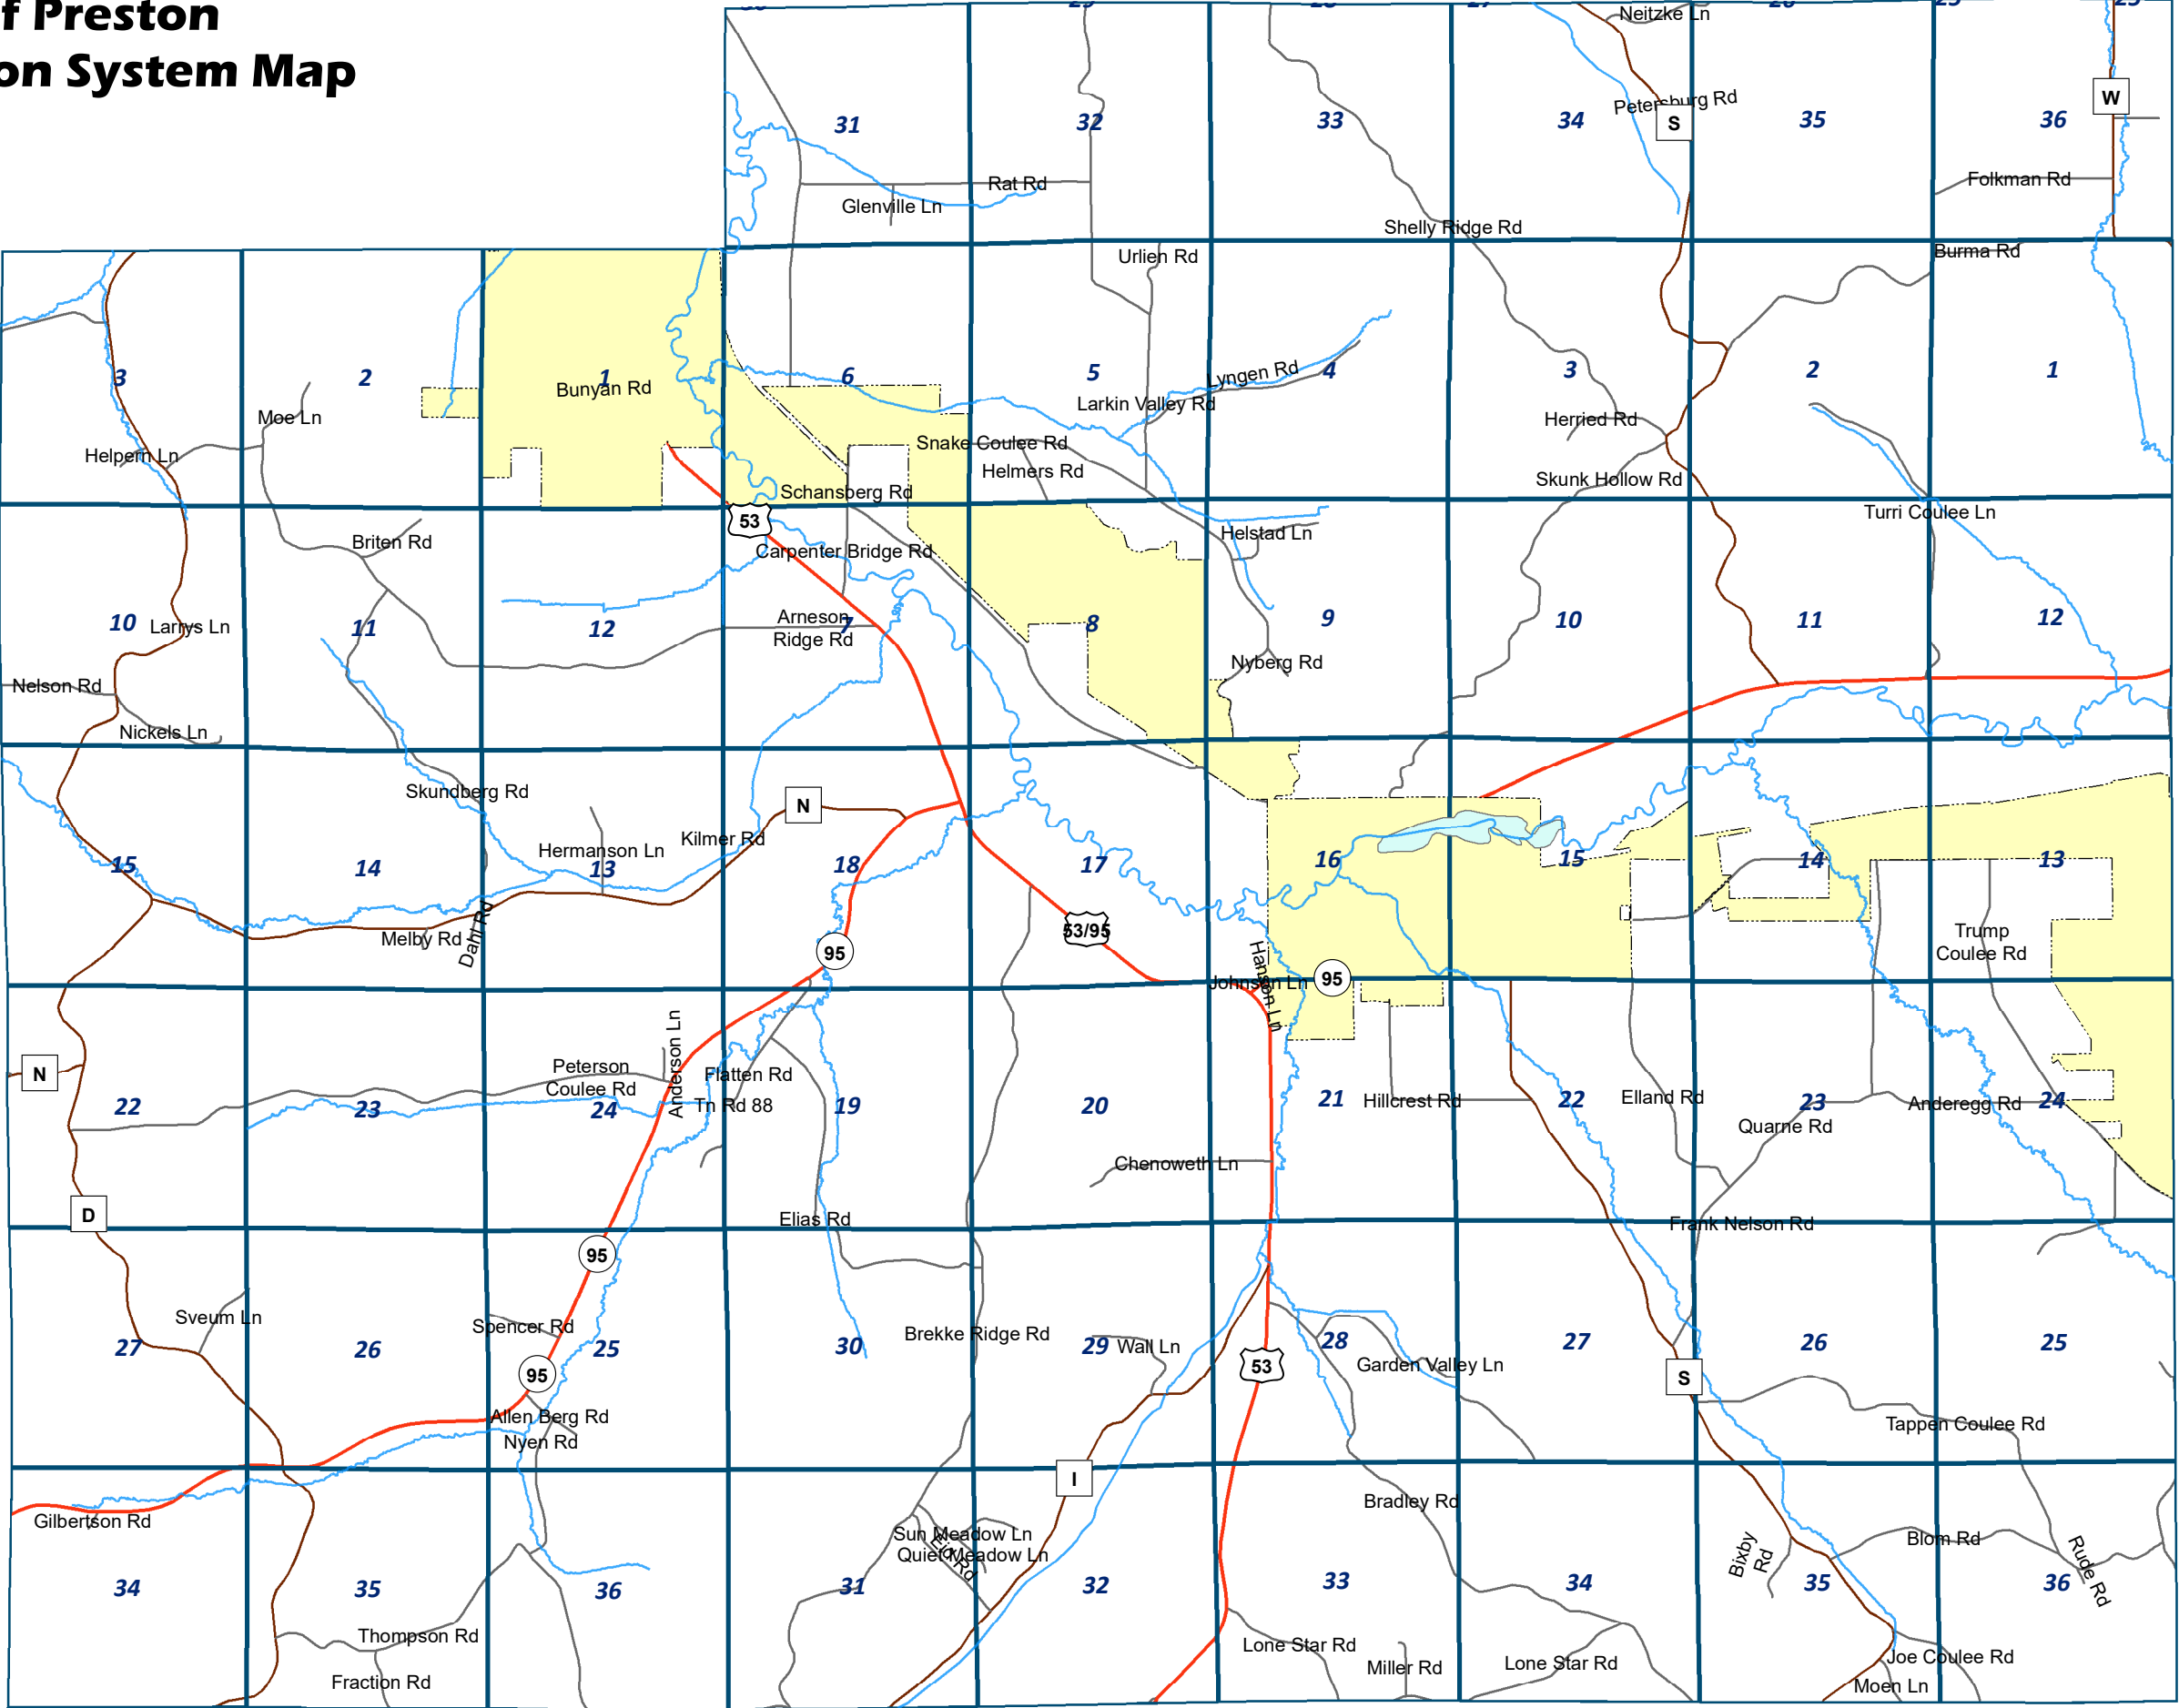 f Preston
on System Map
Neitzke Ln
W
Petersburg Rd
S
31
32
33
34
35
36
Rat Rd
Folkman Rd
Glenville Ln
Shelly Ridge Rd
Urlien Rd
Burma Rd
3
2
1
6
5
4
3
2
1
Bunyan Rd
Lyngen Rd
Larkin Valley Rd
Moe Ln
Herried Rd
Snake Coulee Rd
Helpern Ln
Helmers Rd
Skunk Hollow Rd
Schansberg Rd
Turri Coulee Ln
53
Helstad Ln
Briten Rd
Carpenter Bridge Rd
10
Larrys Ln
11
12
Arneson
Ridge Rd
7
8
9
10
11
12
Nyberg Rd
Nelson Rd
Nickels Ln
Skundberg Rd
N
Kilmer Rd
Hermanson Ln
15
14
13
18
17
16
15
14
13
53/95
Trump
Coulee Rd
Melby Rd
Dahl Rd
95
Hanson Ln
Johnson Ln
95
N
Anderson Ln
Peterson
Coulee Rd
Flatten Rd
Tn Rd 88
22
23
24
19
20
21
Hillcrest Rd
22
Elland Rd
23
Anderegg Rd
24
Quarne Rd
Chenoweth Ln
D
Elias Rd
Frank Nelson Rd
95
Sveum Ln
Spencer Rd
27
26
25
30
Brekke Ridge Rd
29
Wall Ln
28
27
26
25
53
Garden Valley Ln
95
S
Allen Berg Rd
Nyen Rd
Tappen Coulee Rd
I
Bradley Rd
Gilbertson Rd
Sun Meadow Ln
Quiet Meadow Ln
Eid Rd
Bixby
Rd
Blom Rd
Rude Rd
34
35
36
31
32
33
34
35
36
Thompson Rd
Lone Star Rd
Miller Rd
Lone Star Rd
Joe Coulee Rd
Fraction Rd
Moen Ln